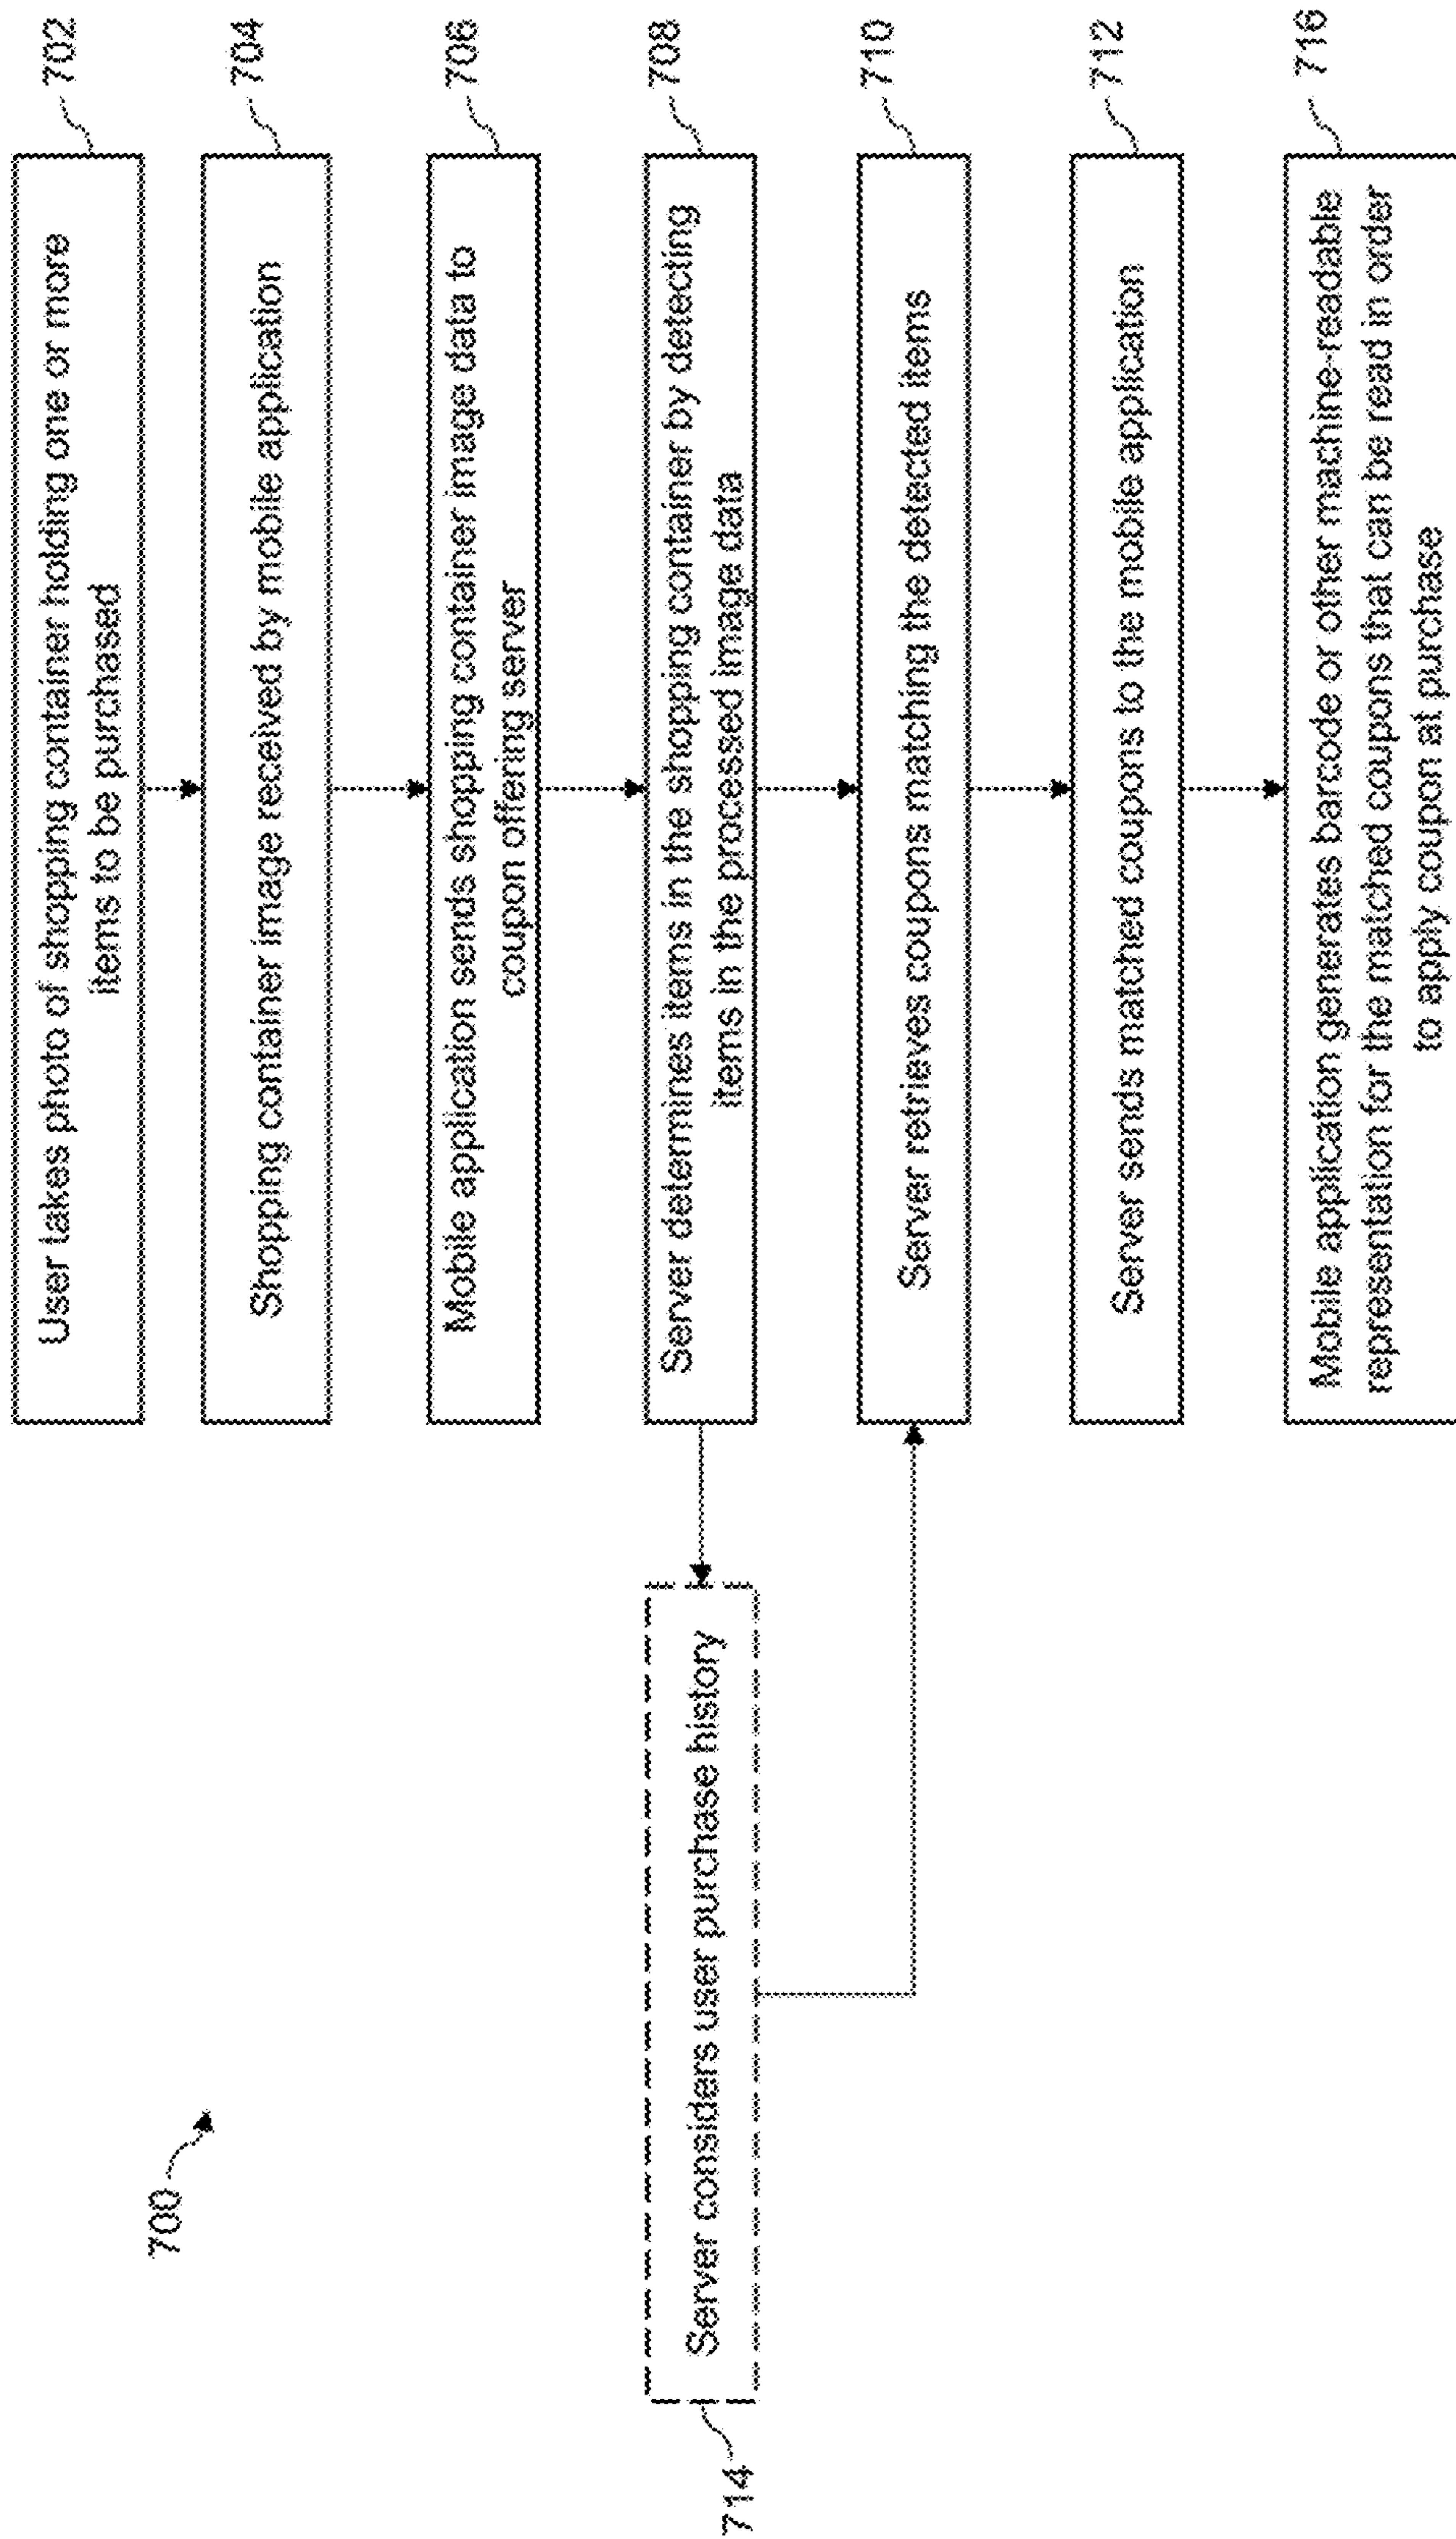 700
User takes photo of shopping container holding one or more
items to be purchased
702
Shopping container image received by mobile application
704
Mobile application sends shopping container image data to
coupon offering server
706
Server determines items in the shopping container by detecting
items in the processed image data
708
714
Server considers user purchase history
Server retrieves coupons matching the detected items
710
Server sends matched coupons to the mobile application
712
Mobile application generates barcode or other machine-readable
representation for the matched coupons that can be read in order
to apply coupon at purchase
716